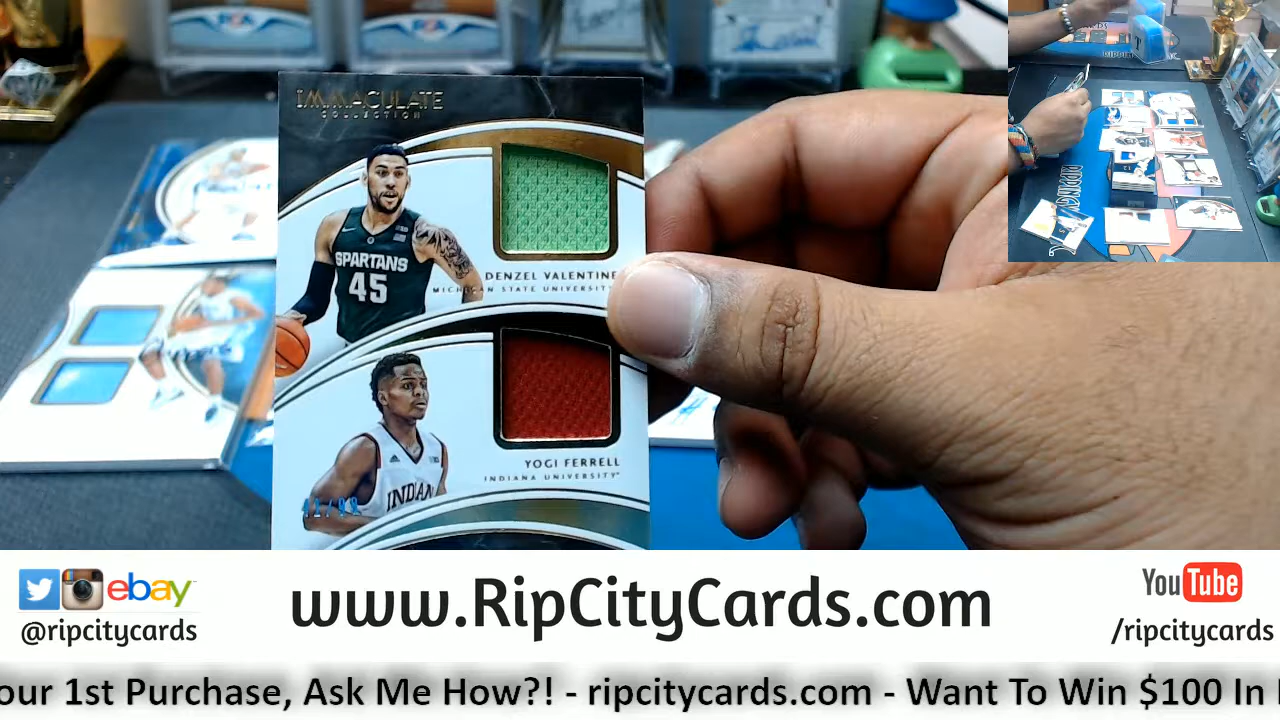 IMMACULATE
COLLECTION
SPARTANS
45
DENZEL VALENTINE
MICHIGAN STATE UNIVERSITY
YOGI FERRELL
INDIANA UNIVERSITY
INDIAN
ebay
@ripcitycards
www.RipCityCards.com
YouTube
/ripcitycards
our 1st Purchase, Ask Me How?! - ripcitycards.com - Want To Win $100 In